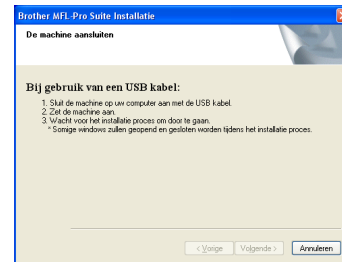 Brother MFL-Pro Suite Installatie
De machine aansluiten
Bij gebruik van een USB kabel:
1. Sluit de machine op uw computer aan met de USB kabel.
2. Zet de machine aan.
3. Wacht voor het installatie proces om door te gaan.
* Somige windows zullen geopend en gesloten worden tijdens het installatie proces.
< Vorige
Volgende >
Annuleren